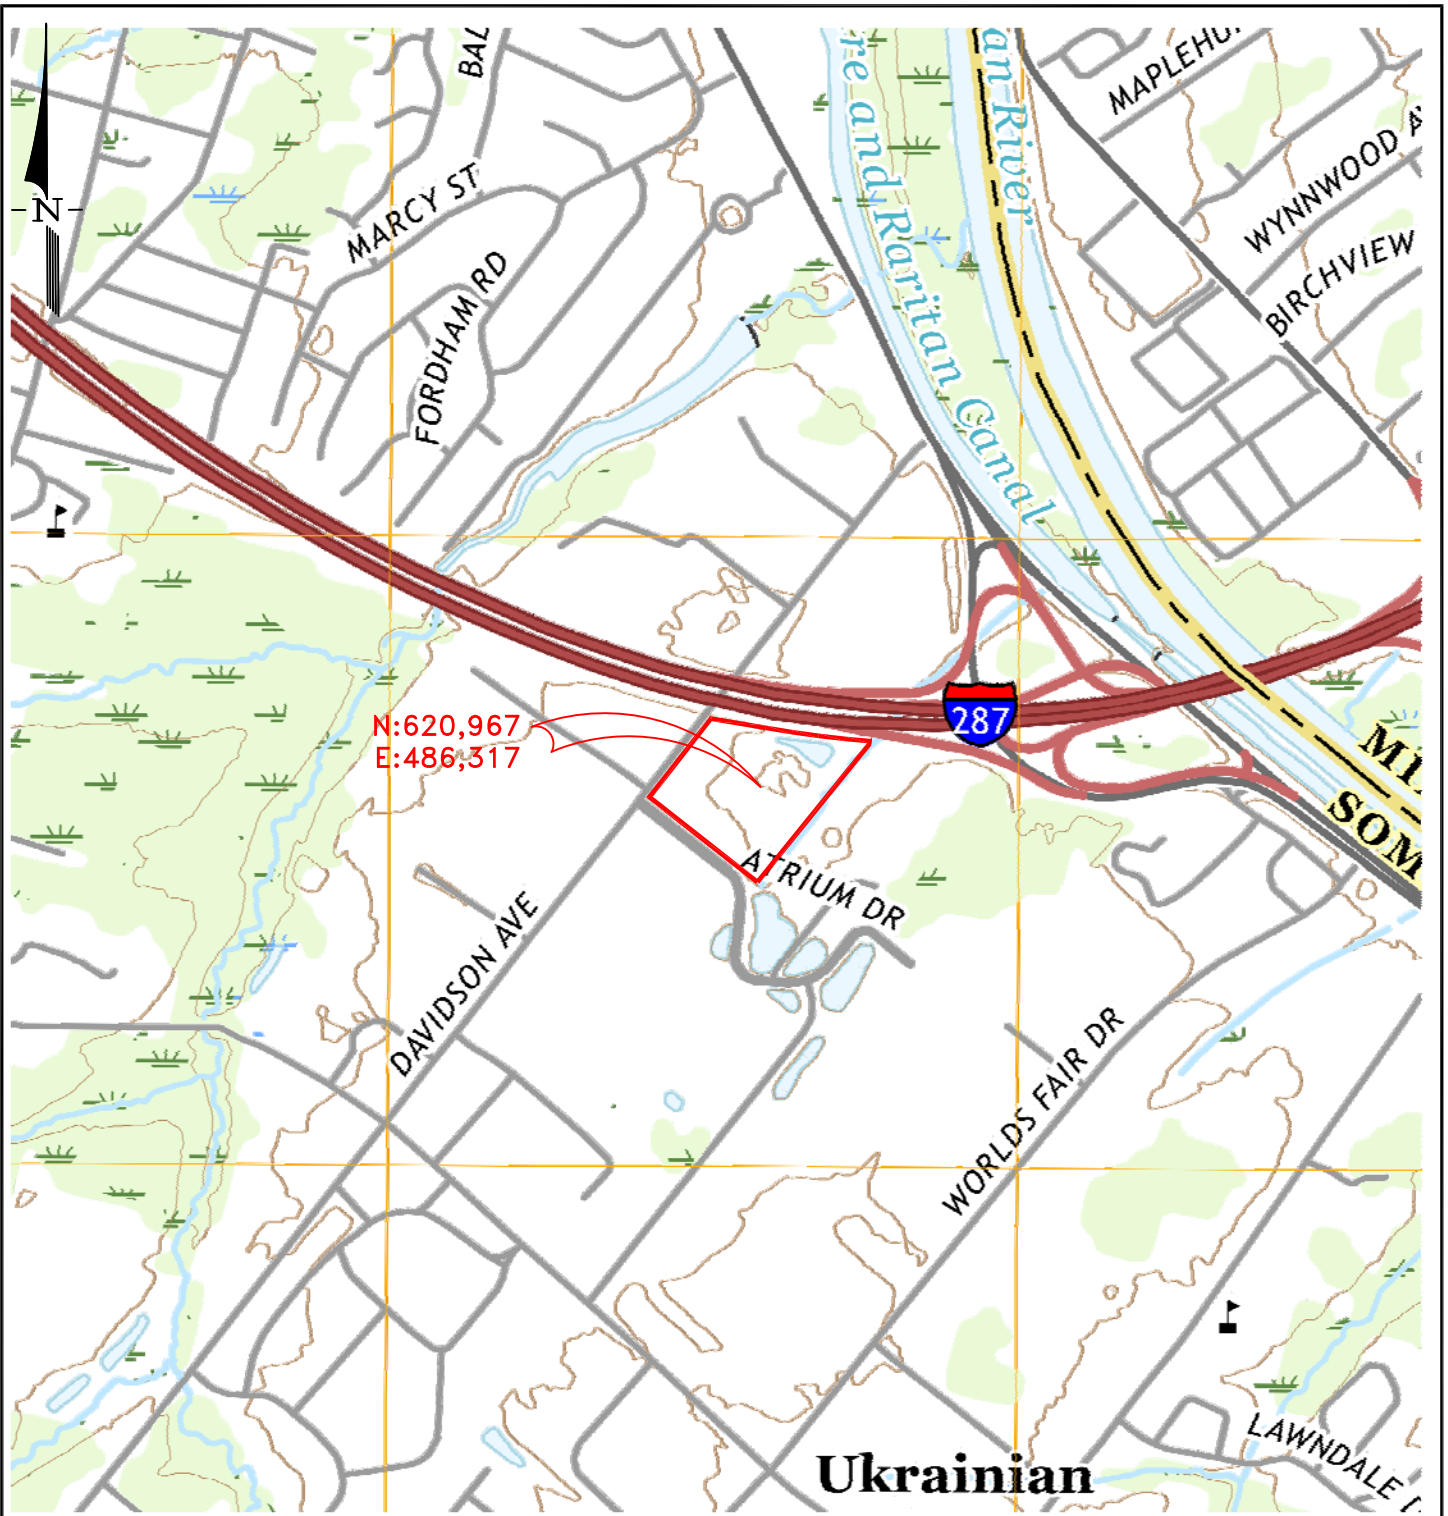 BAL
MAPLEHU
WYNNWOOD A
BIRCHVIEW
re and Raritan Canal
an River
N
MARCY ST
FORDHAM RD
287
N:620,967
E:486,317
MI
SOM
ATRIUM DR
DAVIDSON AVE
WORLDS FAIR DR
LAWNDALE
Ukrainian